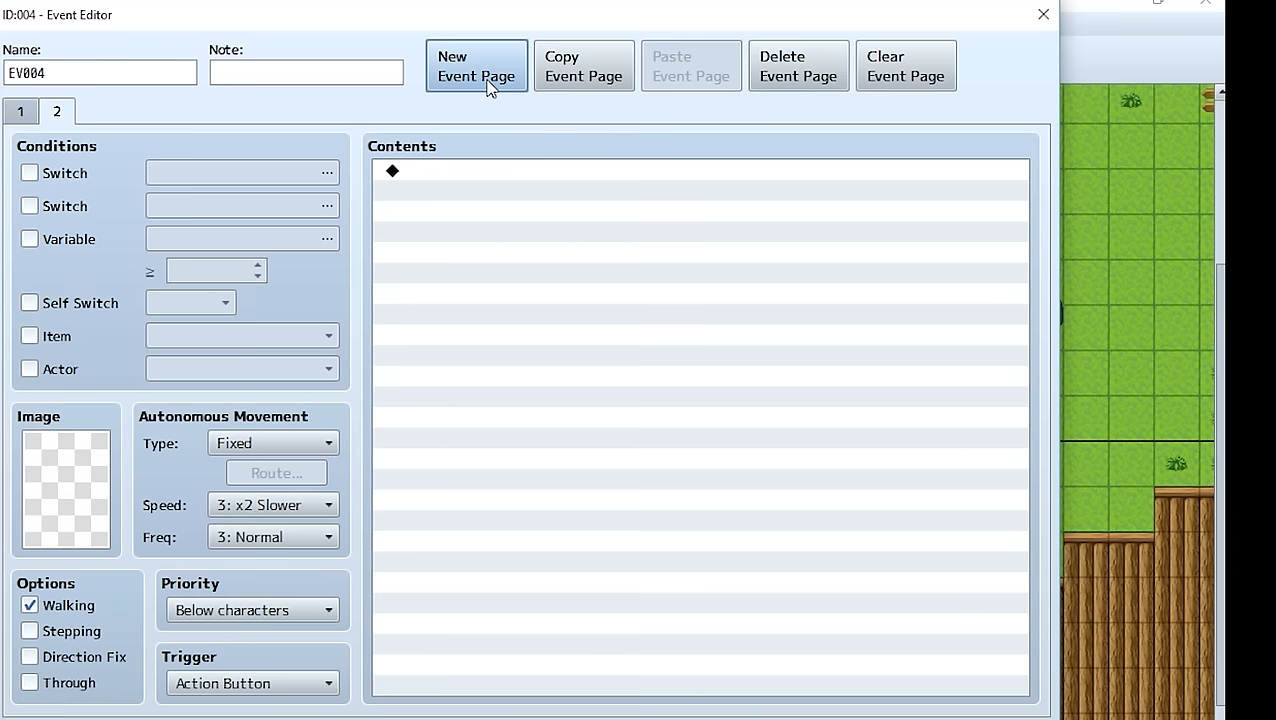 ID:004 - Event Editor
Name:
Note:
EV004
New
Event Page
Copy
Event Page
Paste
Event Page
Delete
Event Page
Clear
Event Page
1
2
Conditions
Switch
...
Switch
...
Variable
...
≥
Self Switch
Item
Actor
Image
Autonomous Movement
Type:
Fixed
Route...
Speed:
3: x2 Slower
Freq:
3: Normal
Options
Walking
Stepping
Direction Fix
Through
Priority
Below characters
Trigger
Action Button
Contents